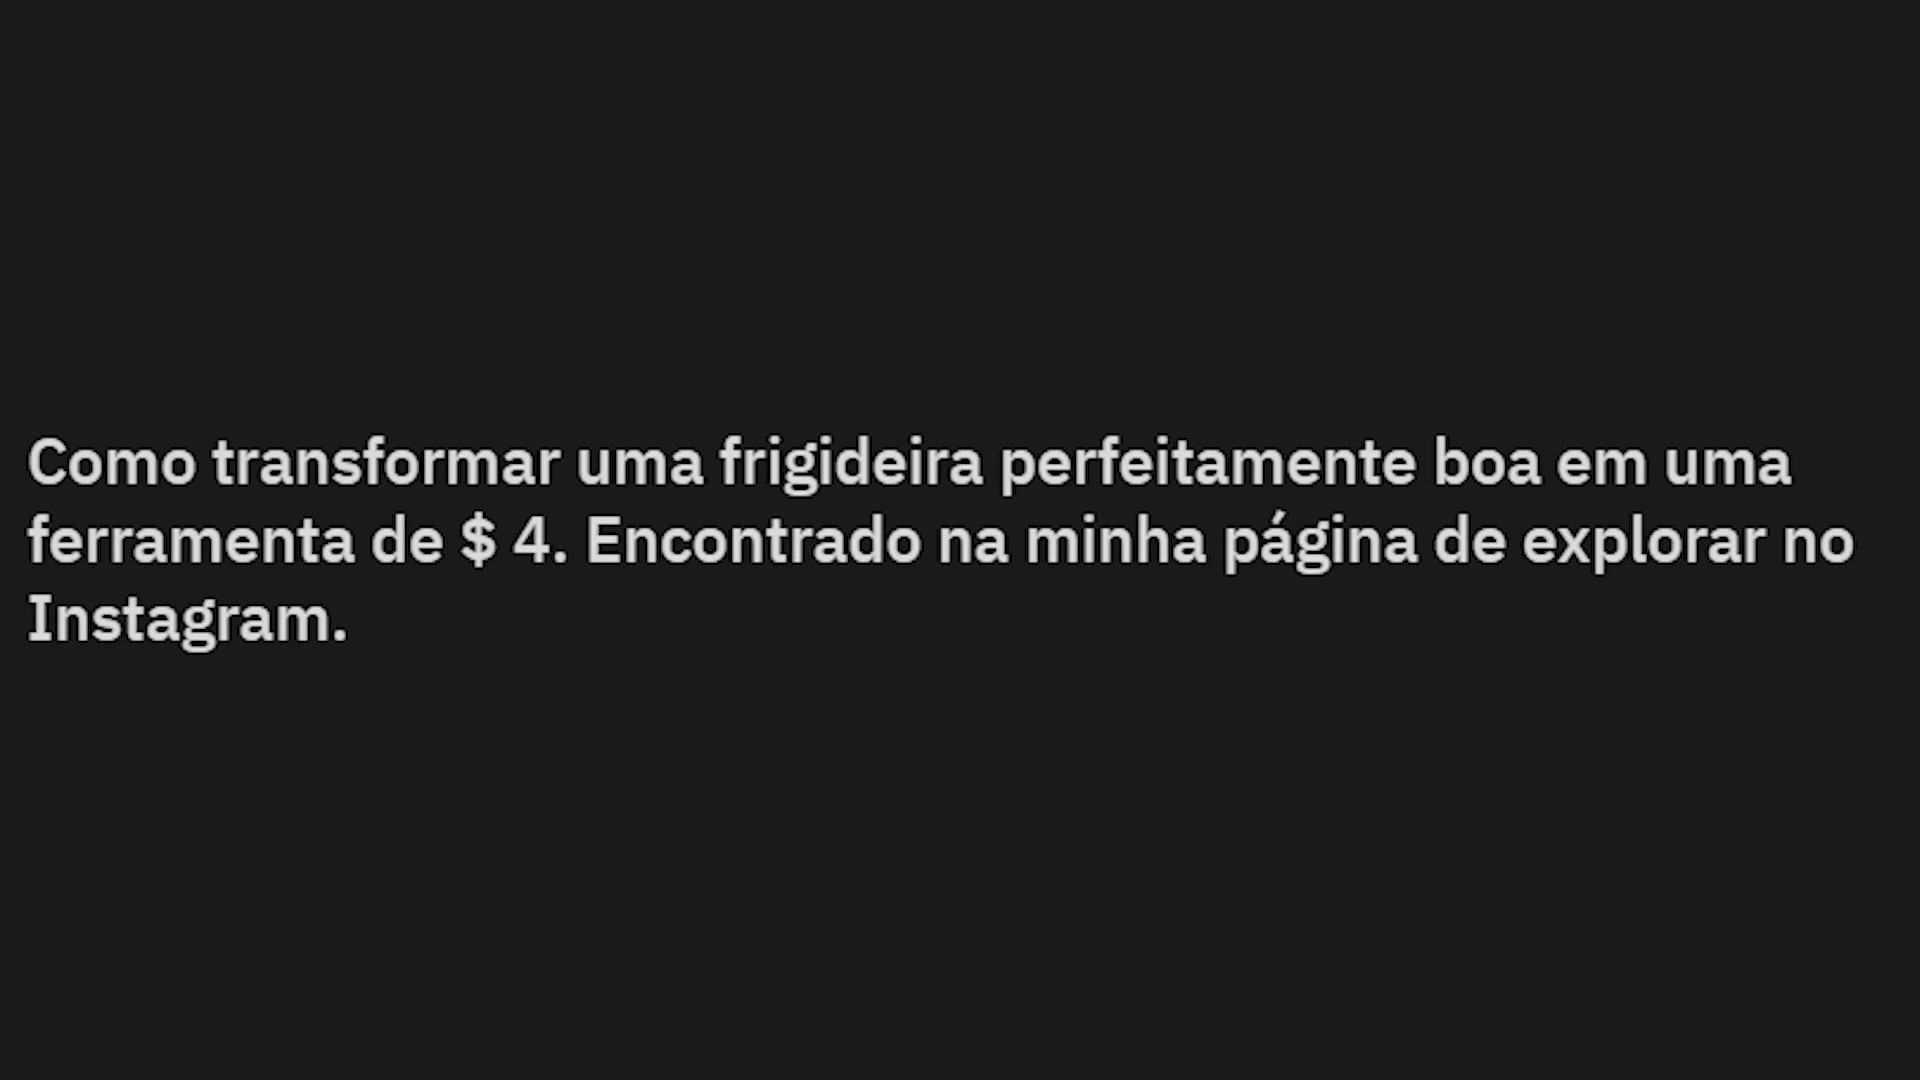 Como transformar uma frigideira perfeitamente boa em uma
ferramenta de $ 4. Encontrado na minha página de explorar no
Instagram.